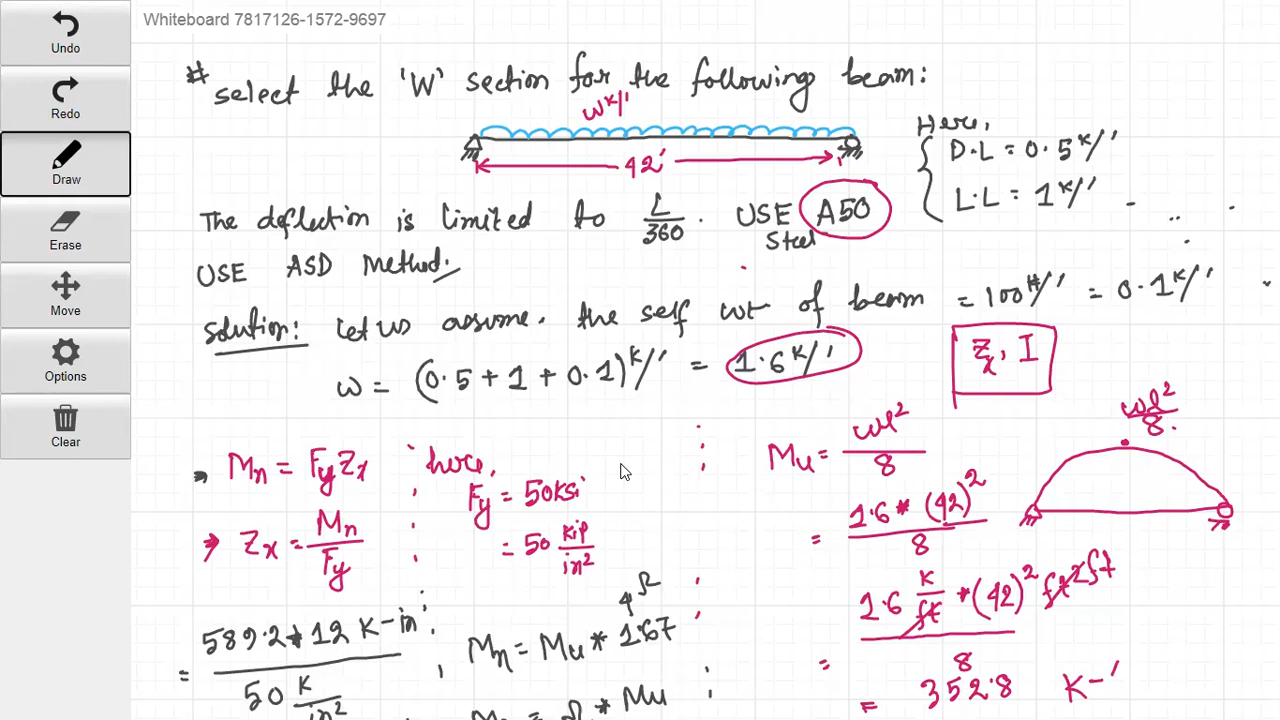 Whiteboard 7817126-1572-9697
Undo
Redo
Draw
Erase
Move
Options
Clear
# select the 'W' section for the following beam:
w k/'
42'
Here,
D.L = 0.5 k/'
L.L = 1 k/'
The deflection is limited to L/360. USE A50 Steel
USE ASD Method.
Solution: Let us assume. the self wt of beam = 100 #/' = 0.1 k/'
w = (0.5 + 1 + 0.1) k/' = 1.6 k/'
Zx, I
⇒ Mn = Fy Zx
⇒ Zx = Mn/Fy
= 589.2 * 12 K-in / 50 K/in²
here,
Fy = 50 ksi
= 50 kip/in²
Ω
Mn = Mu * 1.67
Mn = Ω * Mu
Mu = wl²/8
= 1.6 * (42)²/8
= 1.6 K/ft * (42)² ft² ft / 8
= 352.8 K-'
wl²/8.